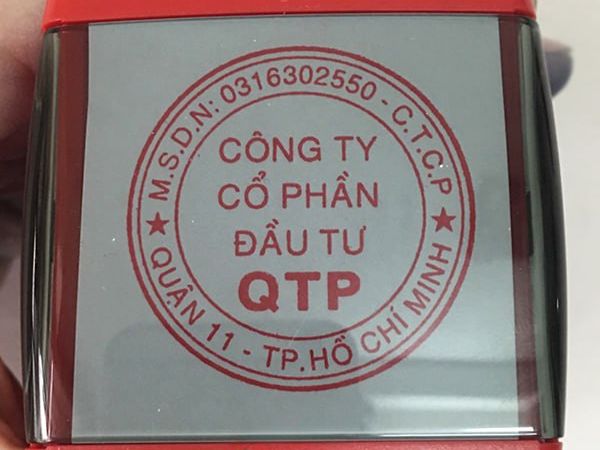 M.S.D.N: 0316302550 - C.T.C.P
CÔNG TY
CỔ PHẦN
ĐẦU TƯ
QTP
★ QUẬN 11 - TP.HỒ CHÍ MINH ★